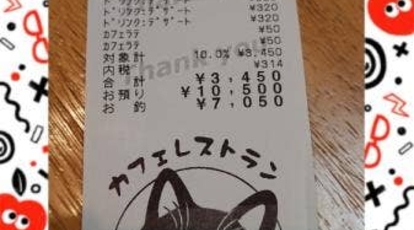 ドリンク:デザート ¥320
ドリンク:デザート ¥320
カフェラテ ¥50
カフェラテ ¥50
対象計 10.0% ¥3,450
内税 ¥314
合計 ¥3,450
お預り ¥10,500
お釣 ¥7,050
Thank you
カフェレストラン